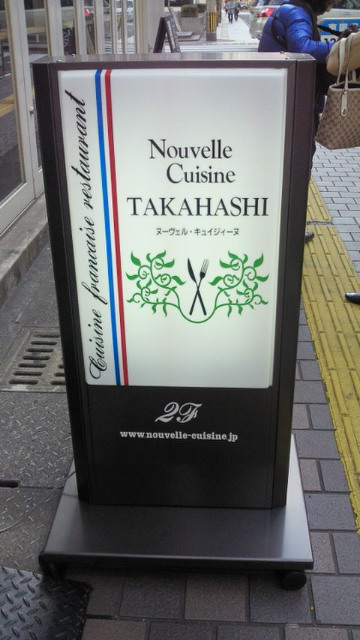 Cuisine francaise restaurant
Nouvelle
Cuisine
TAKAHASHI
ヌーヴェル・キュイジィーヌ
2F
www.nouvelle-cuisine.jp